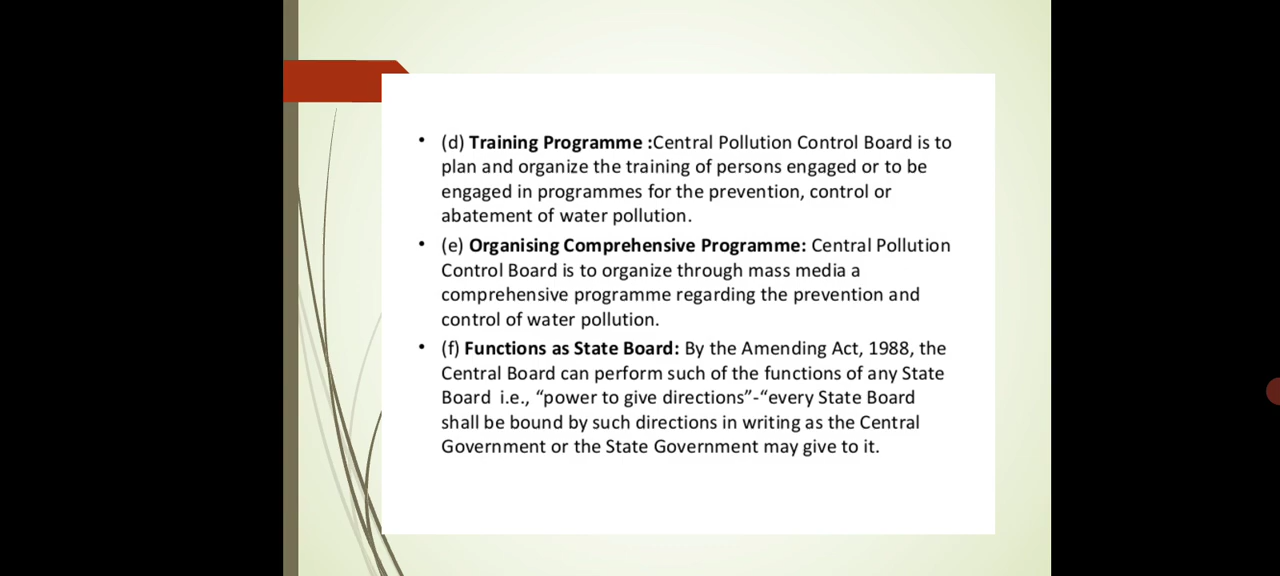 • (d) Training Programme :Central Pollution Control Board is to
plan and organize the training of persons engaged or to be
engaged in programmes for the prevention, control or
abatement of water pollution.
• (e) Organising Comprehensive Programme: Central Pollution
Control Board is to organize through mass media a
comprehensive programme regarding the prevention and
control of water pollution.
• (f) Functions as State Board: By the Amending Act, 1988, the
Central Board can perform such of the functions of any State
Board i.e., “power to give directions”-“every State Board
shall be bound by such directions in writing as the Central
Government or the State Government may give to it.